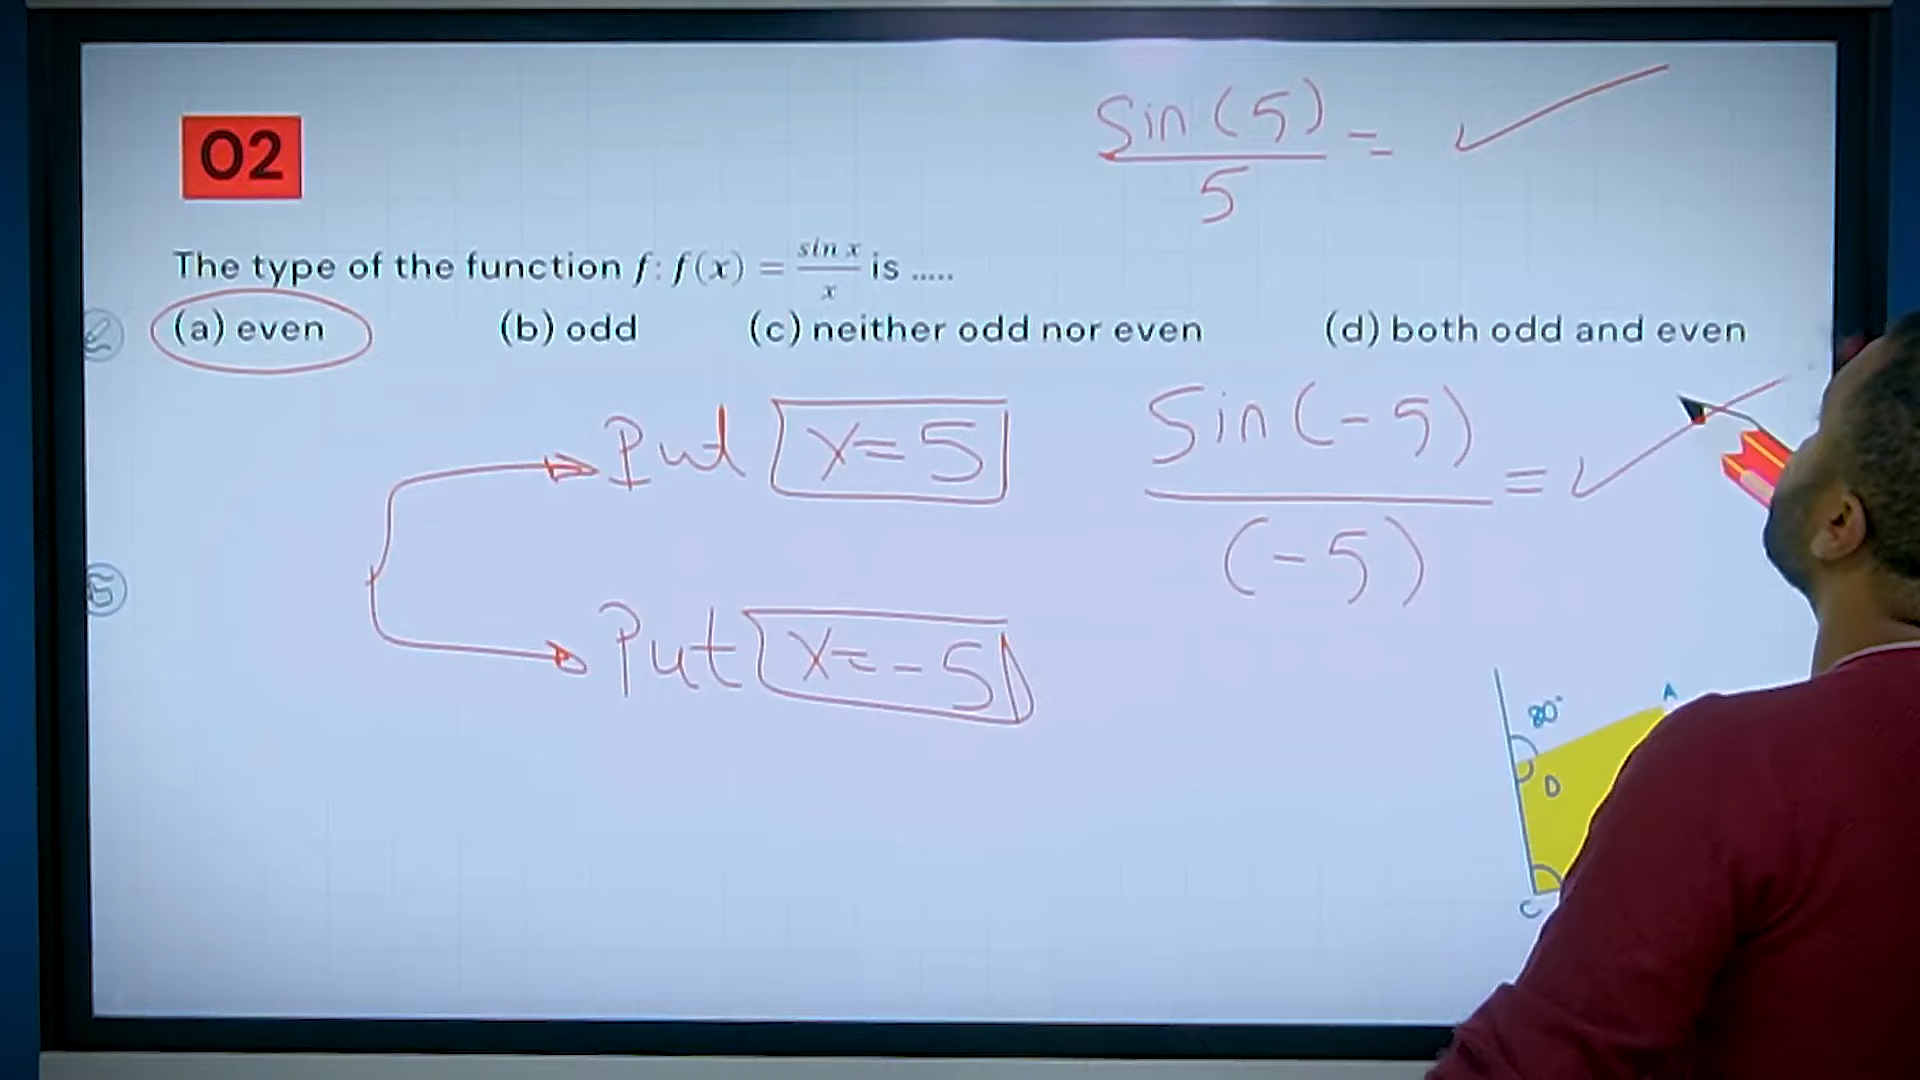 02
sin(5)
5
=
The type of the function f: f(x) = sin x / x is .....
(a) even (b) odd (c) neither odd nor even (d) both odd and even
Put x=5
Sin(-5)
(-5)
=
Put x=-5
5
80°
A
D
C